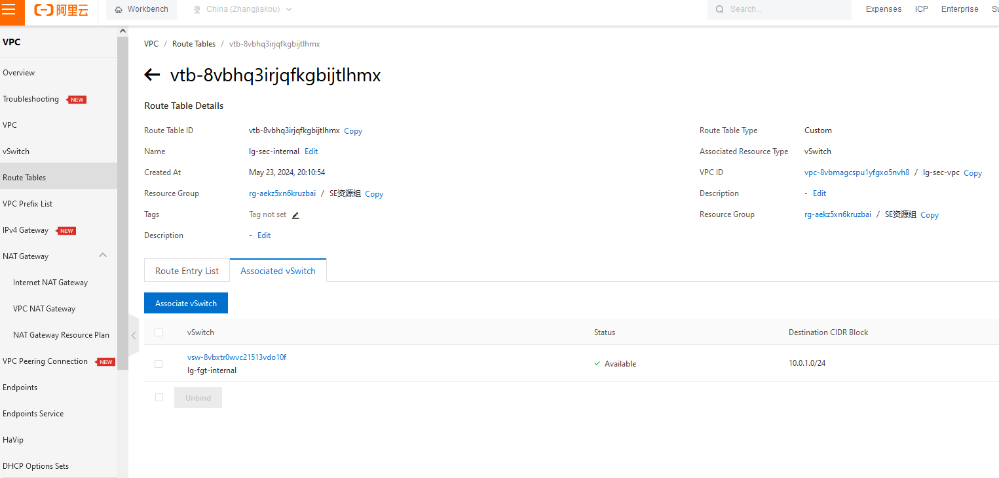 阿里云 Workbench China (Zhangjiakou) Search... Expenses ICP Enterprise
VPC
Overview
Troubleshooting NEW
VPC
vSwitch
Route Tables
VPC Prefix List
IPv4 Gateway NEW
NAT Gateway
Internet NAT Gateway
VPC NAT Gateway
NAT Gateway Resource Plan
VPC Peering Connection NEW
Endpoints
Endpoints Service
HaVip
DHCP Options Sets
VPC / Route Tables / vtb-8vbhq3irjqfkgbijtlhmx
vtb-8vbhq3irjqfkgbijtlhmx
Route Table Details
Route Table ID vtb-8vbhq3irjqfkgbijtlhmx Copy Route Table Type Custom
Name lg-sec-internal Edit Associated Resource Type vSwitch
Created At May 23, 2024, 20:10:54 VPC ID vpc-8vbmagcspu1yfgxo5nvh8 / lg-sec-vpc Copy
Resource Group rg-aekz5xn6kruzbai / SE资源组 Copy Description - Edit
Tags Tag not set Resource Group rg-aekz5xn6kruzbai / SE资源组 Copy
Description - Edit
Route Entry List Associated vSwitch
Associate vSwitch
vSwitch Status Destination CIDR Block
vsw-8vbxtr0wvc21513vdo10f
lg-fgt-internal Available 10.0.1.0/24
Unbind